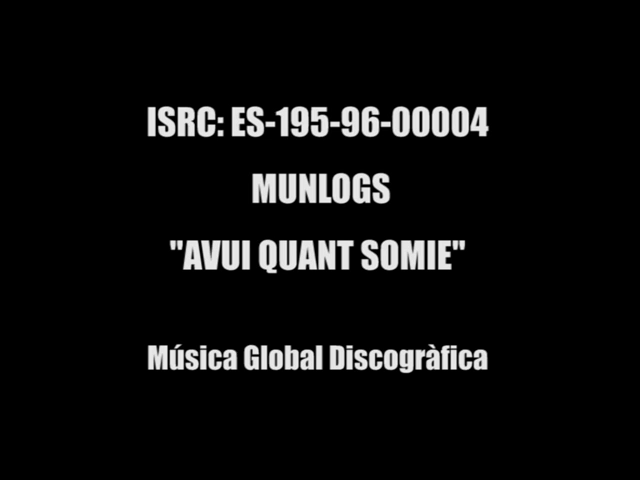 ISRC: ES-195-96-00004
MUNLOGS
"AVUI QUANT SOMIE"
Música Global Discogràfica